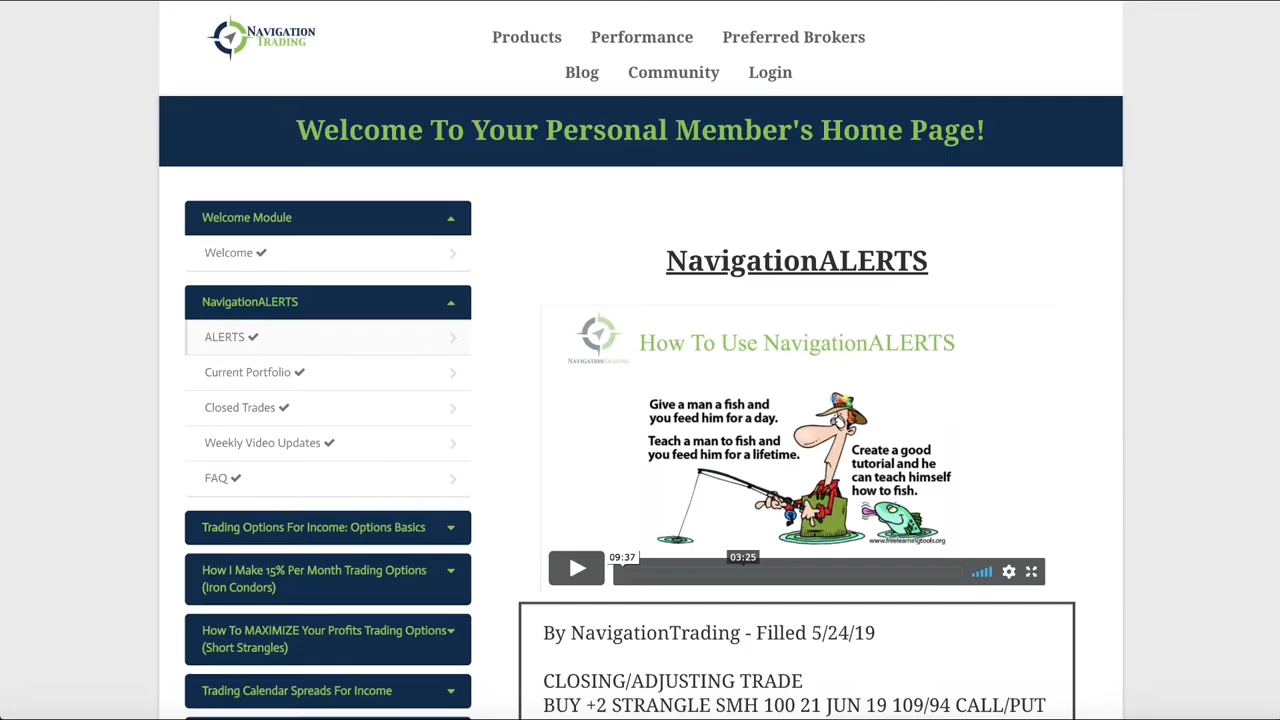 NAVIGATION
TRADING
Products Performance Preferred Brokers
Blog Community Login
Welcome To Your Personal Member's Home Page!
Welcome Module
Welcome
NavigationALERTS
ALERTS
Current Portfolio
Closed Trades
Weekly Video Updates
FAQ
Trading Options For Income: Options Basics
How I Make 15% Per Month Trading Options
(Iron Condors)
How To MAXIMIZE Your Profits Trading Options
(Short Strangles)
Trading Calendar Spreads For Income
NavigationALERTS
NAVIGATIONTRADING
How To Use NavigationALERTS
Give a man a fish and
you feed him for a day.
Teach a man to fish and
you feed him for a lifetime.
Create a good
tutorial and he
can teach himself
how to fish.
www.freelearningtools.org
09:37
03:25
By NavigationTrading - Filled 5/24/19
CLOSING/ADJUSTING TRADE
BUY +2 STRANGLE SMH 100 21 JUN 19 109/94 CALL/PUT